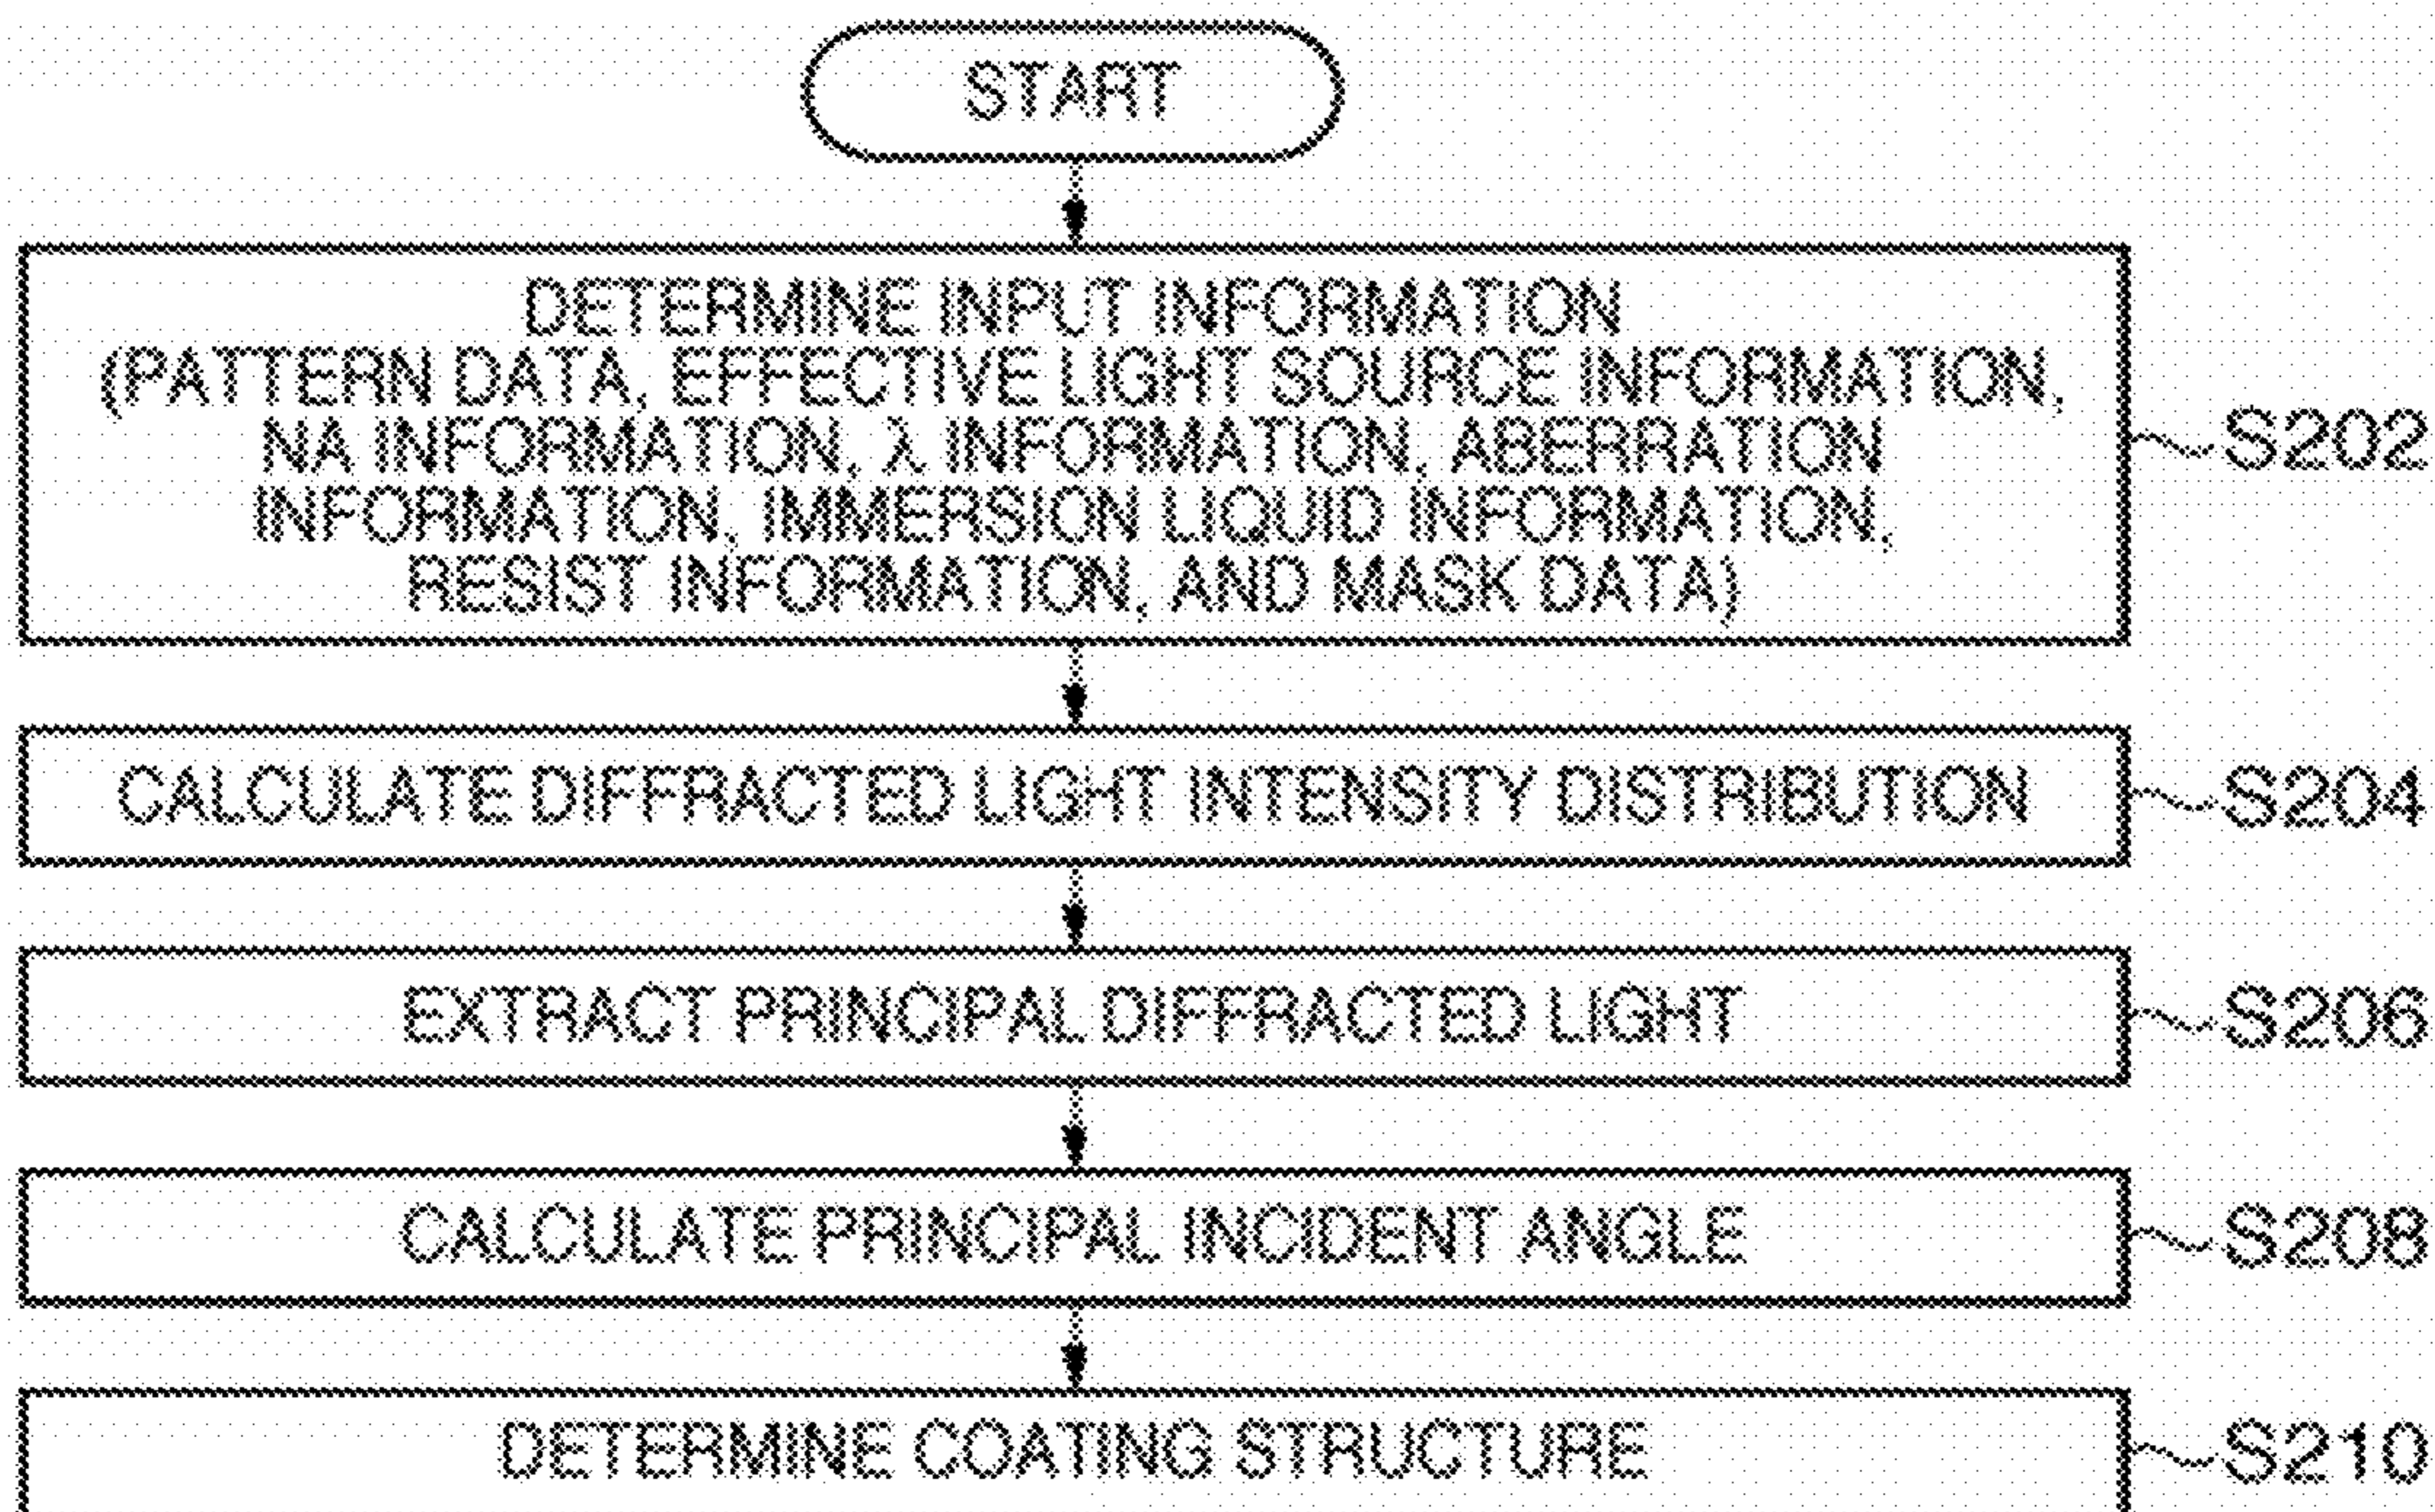 START
DETERMINE INPUT INFORMATION
(PATTERN DATA, EFFECTIVE LIGHT SOURCE INFORMATION,
NA INFORMATION, λ INFORMATION, ABERRATION
INFORMATION, IMMERSION LIQUID INFORMATION,
RESIST INFORMATION, AND MASK DATA)
S202
CALCULATE DIFFRACTED LIGHT INTENSITY DISTRIBUTION
S204
EXTRACT PRINCIPAL DIFFRACTED LIGHT
S206
CALCULATE PRINCIPAL INCIDENT ANGLE
S208
DETERMINE COATING STRUCTURE
S210